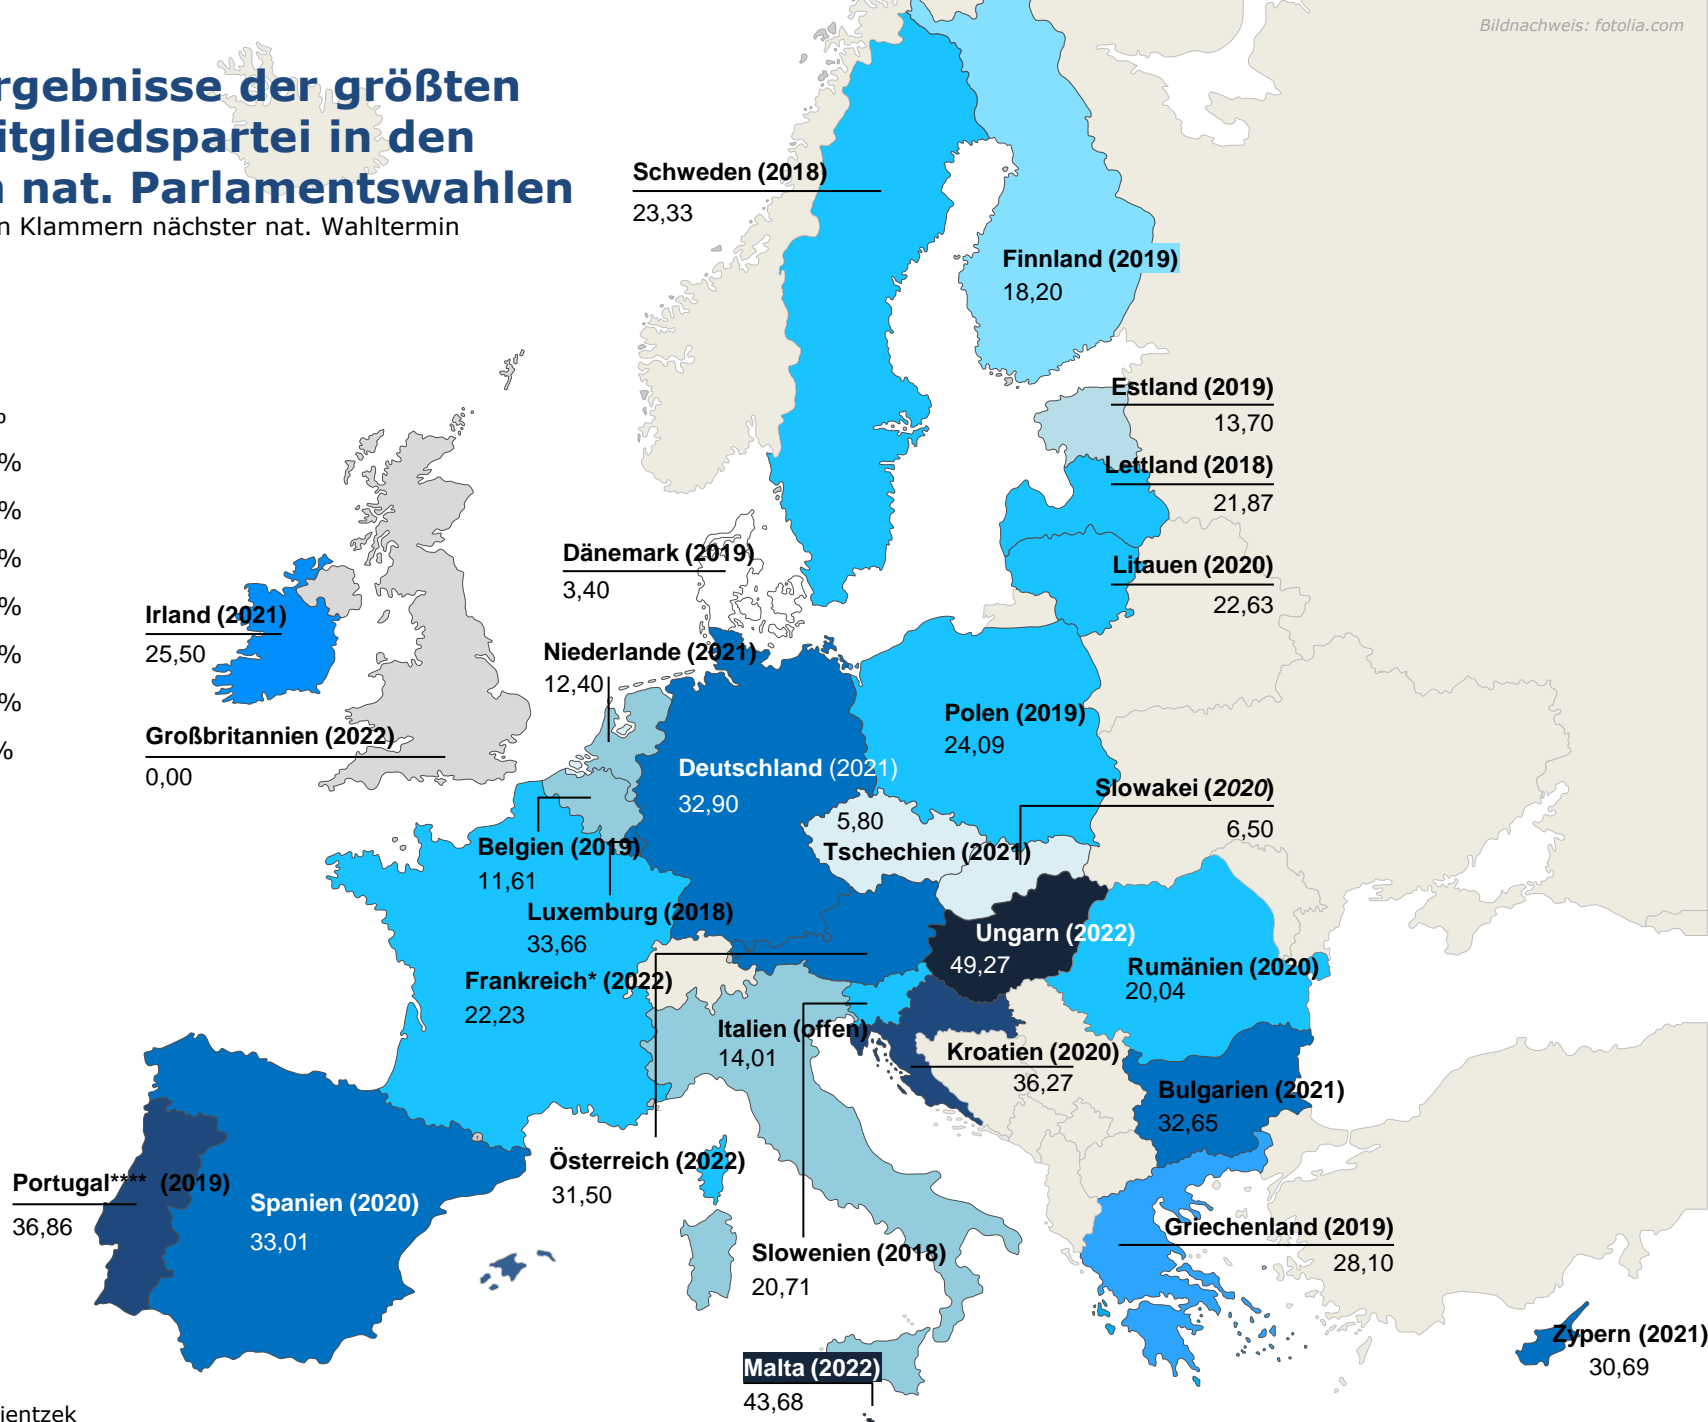 Bildnachweis: fotolia.com
rgebnisse der größten
itgliedspartei in den
nat. Parlamentswahlen
n Klammern nächster nat. Wahltermin
%
%
%
%
%
%
%
%
Schweden (2018)
23,33
Finnland (2019)
18,20
Estland (2019)
13,70
Lettland (2018)
21,87
Dänemark (2019)
3,40
Litauen (2020)
22,63
Irland (2021)
25,50
Niederlande (2021)
12,40
Großbritannien (2022)
0,00
Polen (2019)
24,09
Deutschland (2021)
32,90
Slowakei (2020)
6,50
5,80
Tschechien (2021)
Belgien (2019)
11,61
Luxemburg (2018)
33,66
Ungarn (2022)
49,27
Frankreich* (2022)
22,23
Rumänien (2020)
20,04
Italien (offen)
14,01
Kroatien (2020)
36,27
Bulgarien (2021)
32,65
Österreich (2022)
31,50
Portugal**** (2019)
36,86
Spanien (2020)
33,01
Slowenien (2018)
20,71
Griechenland (2019)
28,10
Zypern (2021)
30,69
Malta (2022)
43,68
ientzek